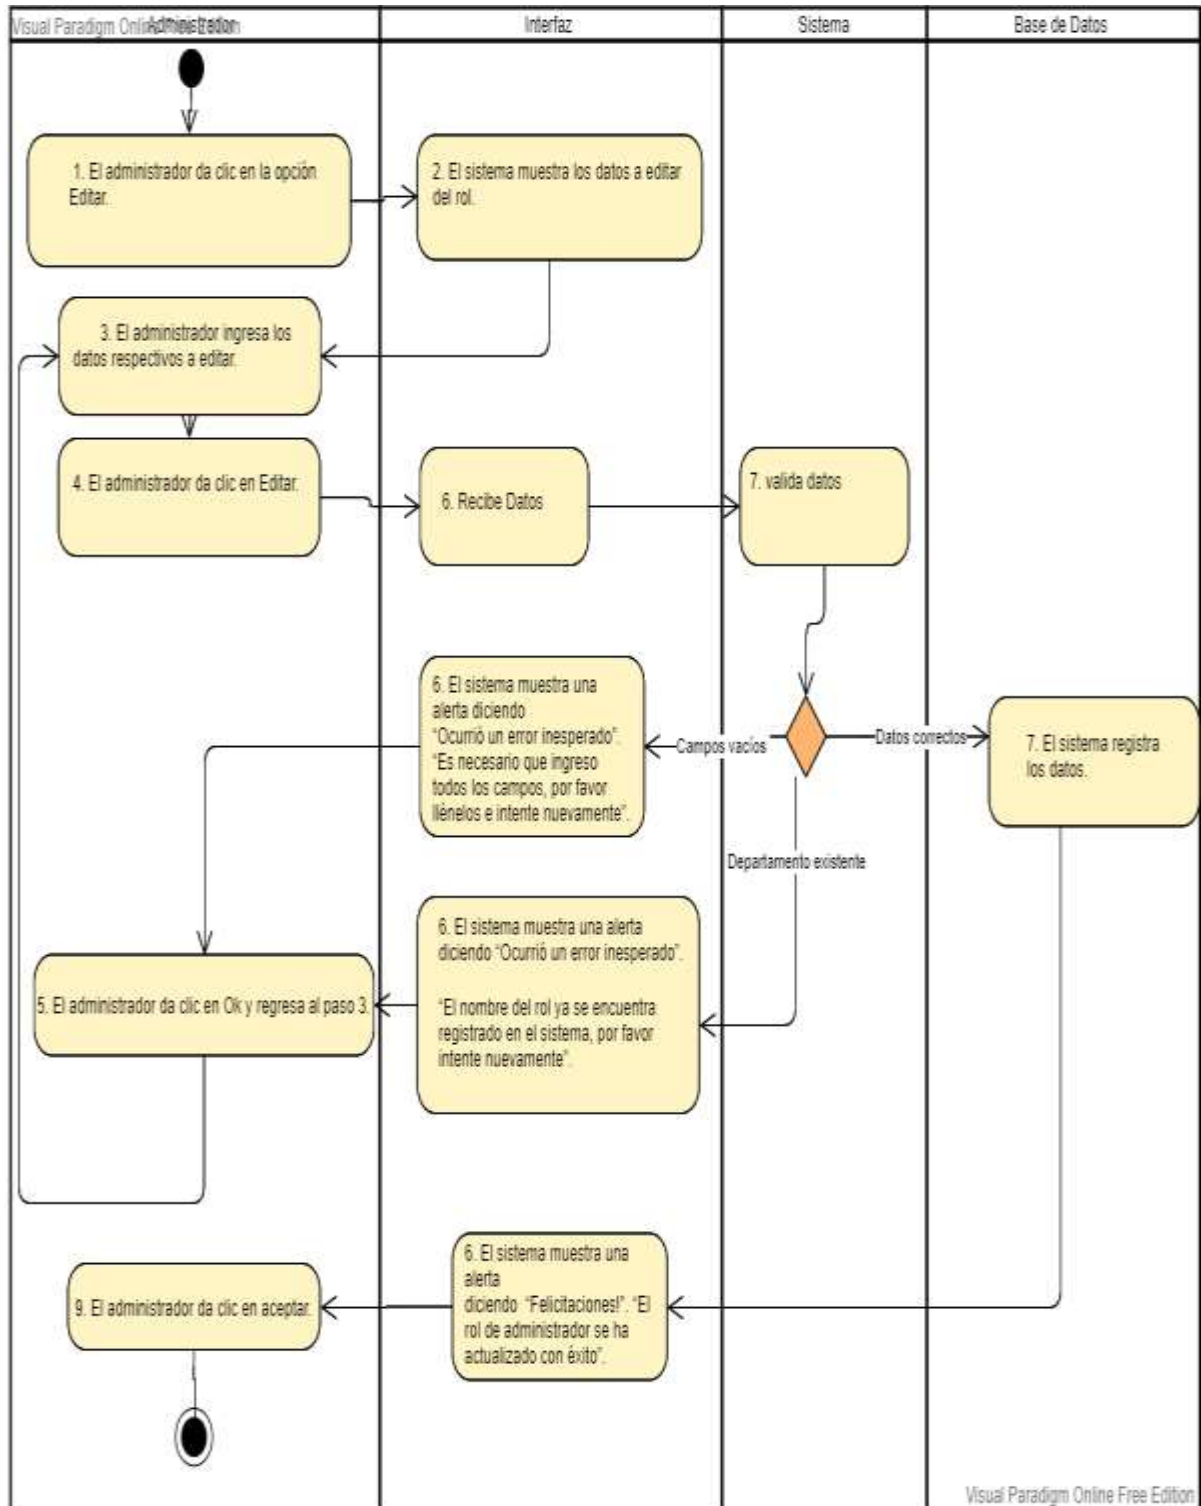 Visual Paradigm Online Free Edition
Administrador
Interfaz
Sistema
Base de Datos
1. El administrador da clic en la opción
Editar.
2. El sistema muestra los datos a editar
del rol.
3. El administrador ingresa los
datos respectivos a editar.
4. El administrador da clic en Editar.
6. Recibe Datos
7. valida datos
6. El sistema muestra una
alerta diciendo
“Ocurrió un error inesperado”.
“Es necesario que ingreso
todos los campos, por favor
llénelos e intente nuevamente”.
Campos vacíos
Datos correctos
7. El sistema registra
los datos.
Departamento existente
6. El sistema muestra una alerta
diciendo “Ocurrió un error inesperado”.
“El nombre del rol ya se encuentra
registrado en el sistema, por favor
intente nuevamente”.
5. El administrador da clic en Ok y regresa al paso 3.
6. El sistema muestra una
alerta
diciendo “Felicitaciones!”. “El
rol de administrador se ha
actualizado con éxito”.
9. El administrador da clic en aceptar.
Visual Paradigm Online Free Edition